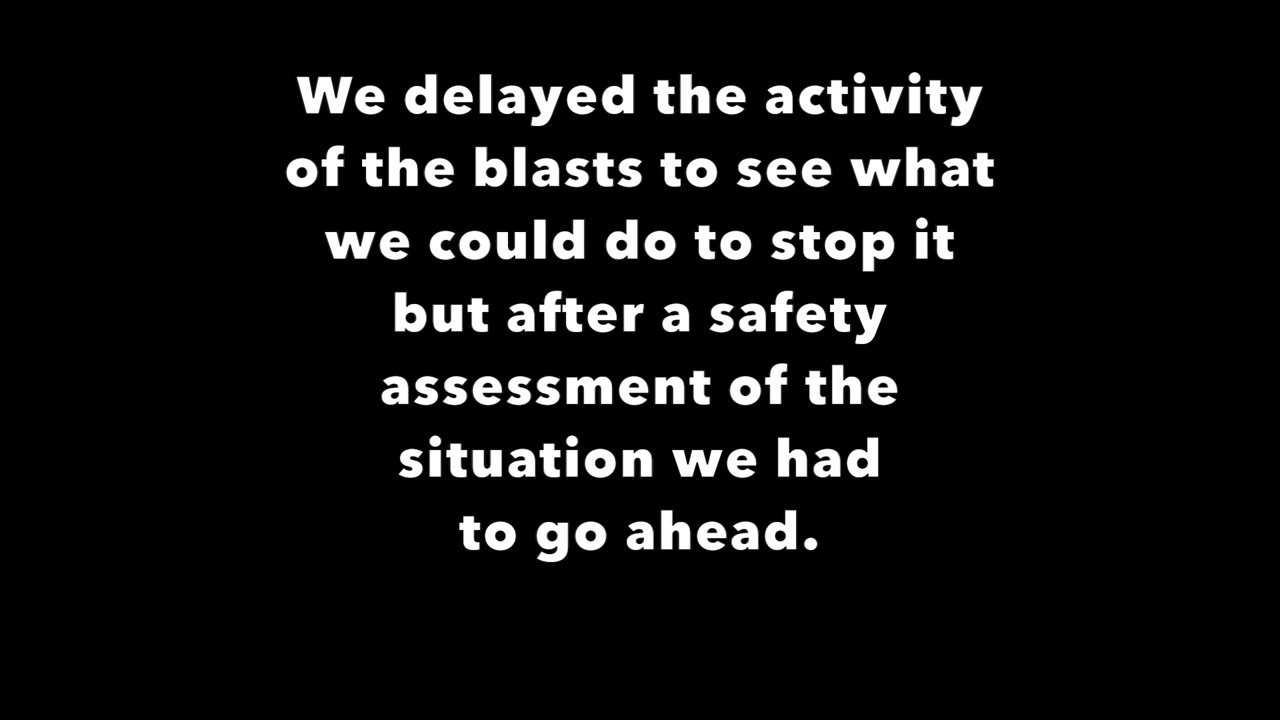 We delayed the activity
of the blasts to see what
we could do to stop it
but after a safety
assessment of the
situation we had
to go ahead.